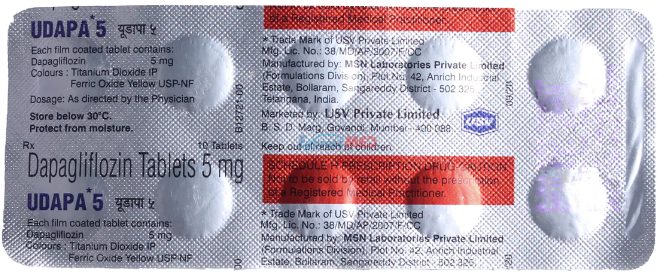 of a Registered Medical Practitioner.
UDAPA*5 यूडापा ५
Each film coated tablet contains:
Dapagliflozin 5 mg
Colours : Titanium Dioxide IP
Ferric Oxide Yellow USP-NF
Dosage: As directed by the Physician
Store below 30°C.
Protect from moisture.
Rx 10 Tablets
Dapagliflozin Tablets 5 mg
UDAPA*5 यूडापा ५
Each film coated tablet contains:
Dapagliflozin 5 mg
Colours : Titanium Dioxide IP
Ferric Oxide Yellow USP-NF
* Trade Mark of USV Private Limited
Mfg. Lic. No.: 38/MD/AP/2007/F/CC
Manufactured by: MSN Laboratories Private Limited
(Formulations Division), Plot No. 42, Anrich Industrial
Estate, Bollaram, Sangareddy District - 502 325,
Telangana, India.
Marketed by: USV Private Limited
B. S. D. Marg, Govandi, Mumbai - 400 088.
USV
Keep out of reach of children.
SCHEDULE H PRESCRIPTION DRUG-CAUTION
Not to be sold by retail without the prescription
of a Registered Medical Practitioner.
* Trade Mark of USV Private Limited
Mfg. Lic. No.: 38/MD/AP/2007/F/CC
Manufactured by: MSN Laboratories Private Limited
(Formulations Division), Plot No. 42, Anrich Industrial
Estate, Bollaram, Sangareddy District - 502 325,
09/20